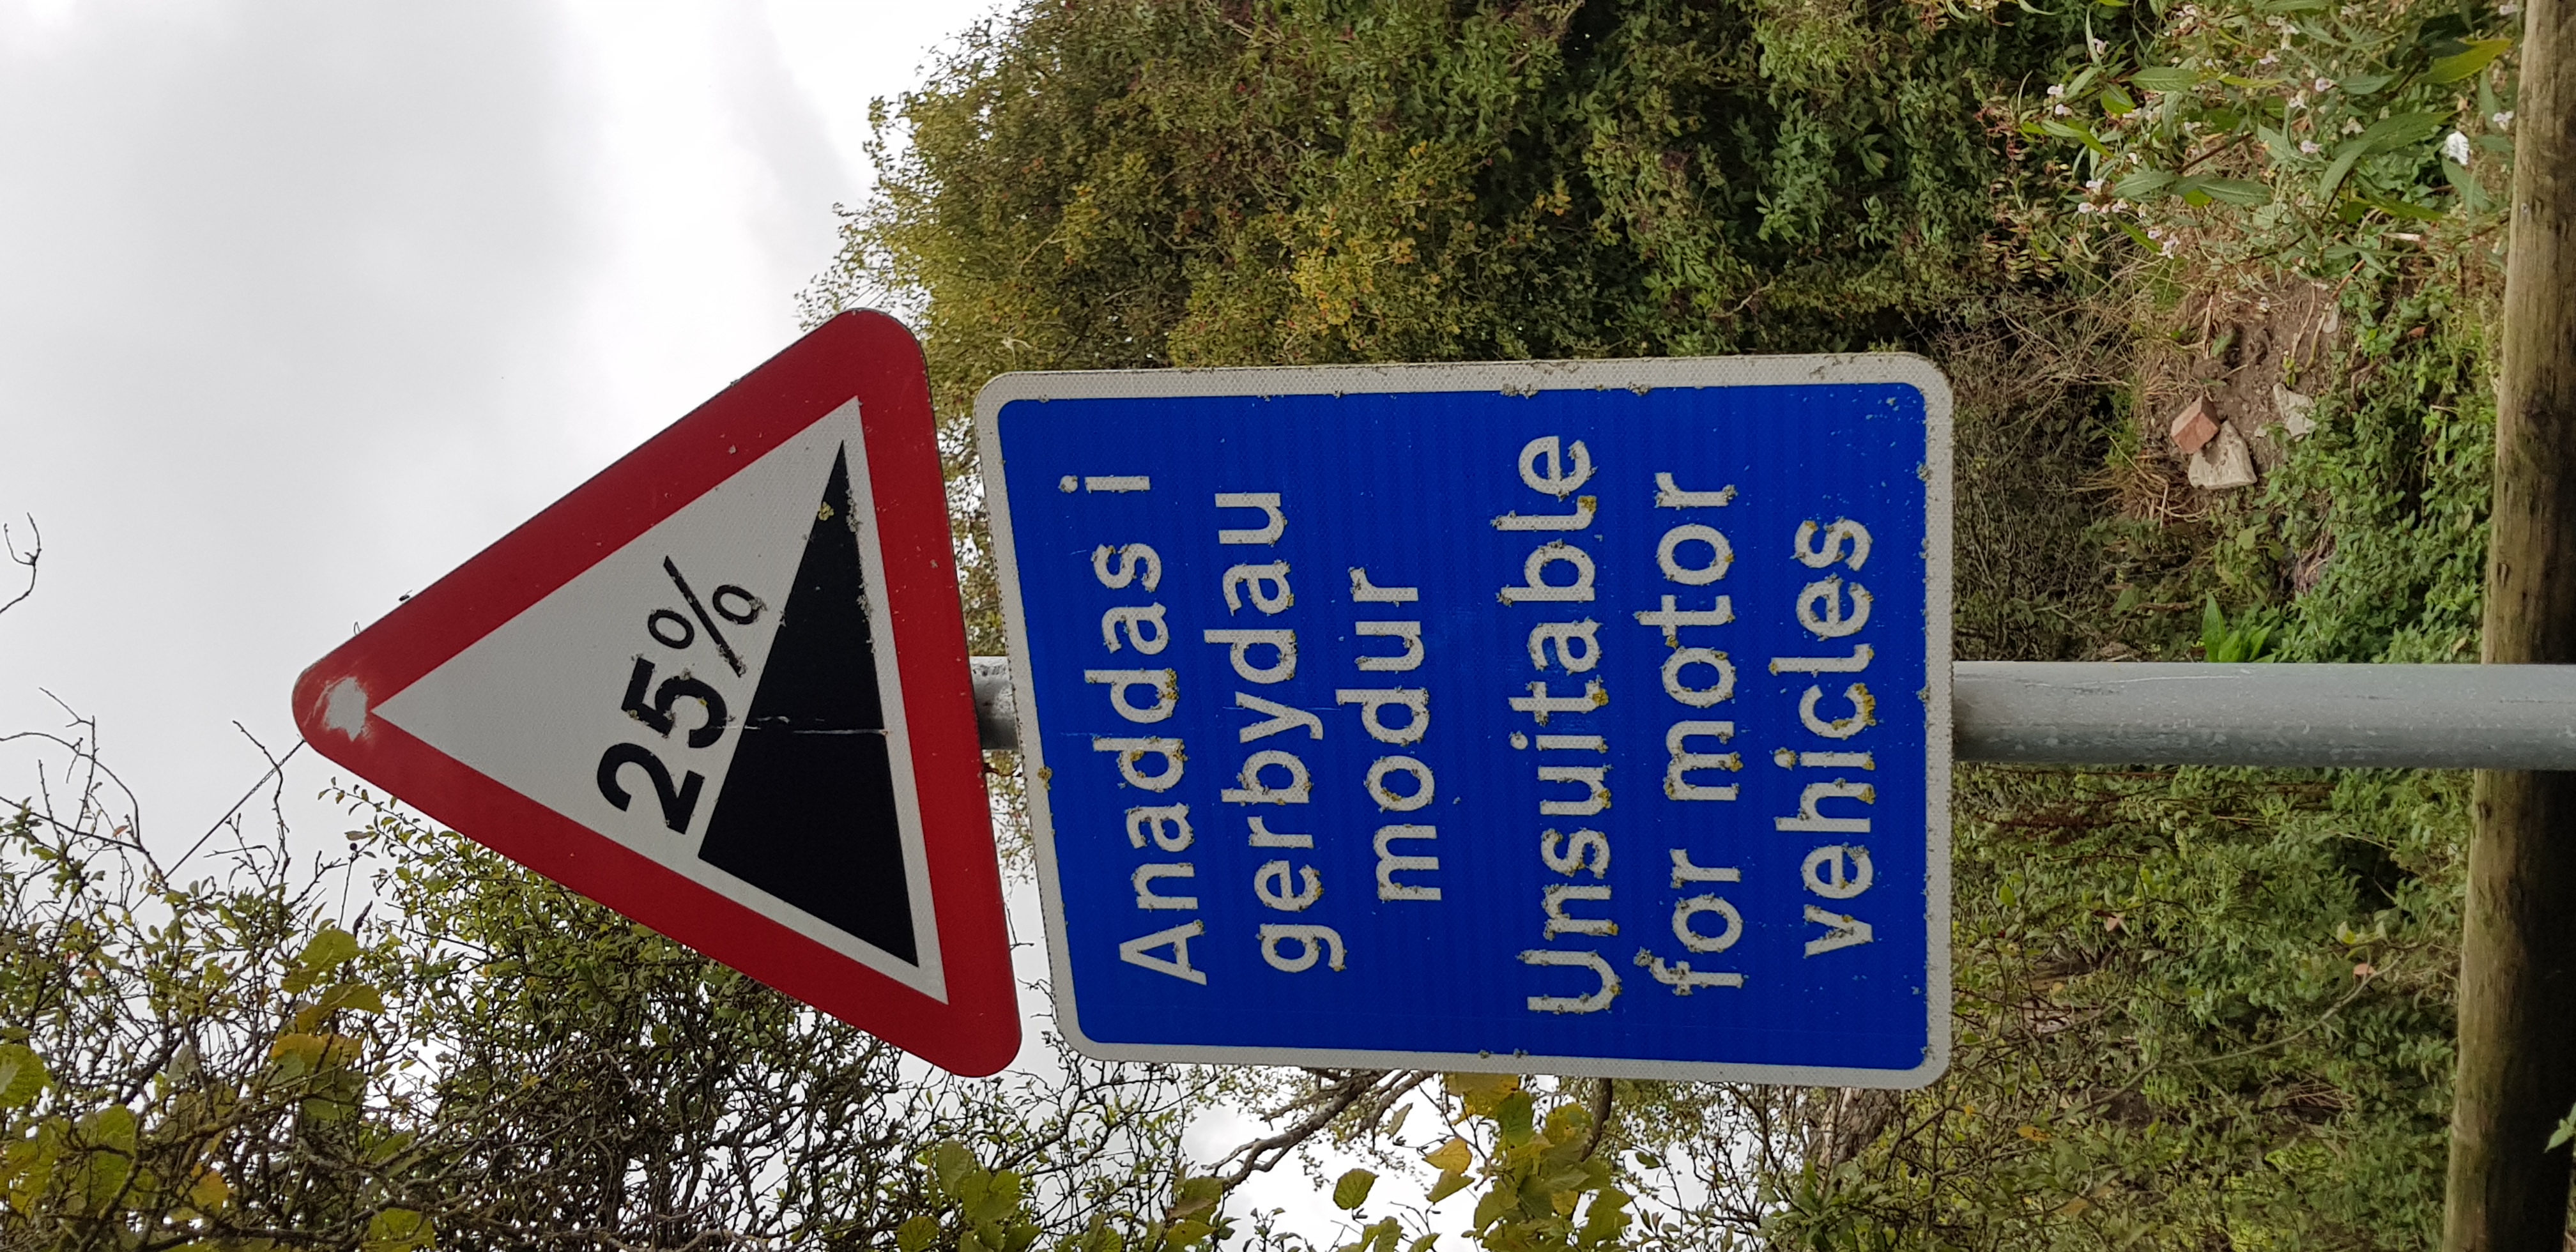 25%
Anaddas i
gerbydau
modur
Unsuitable
for motor
vehicles